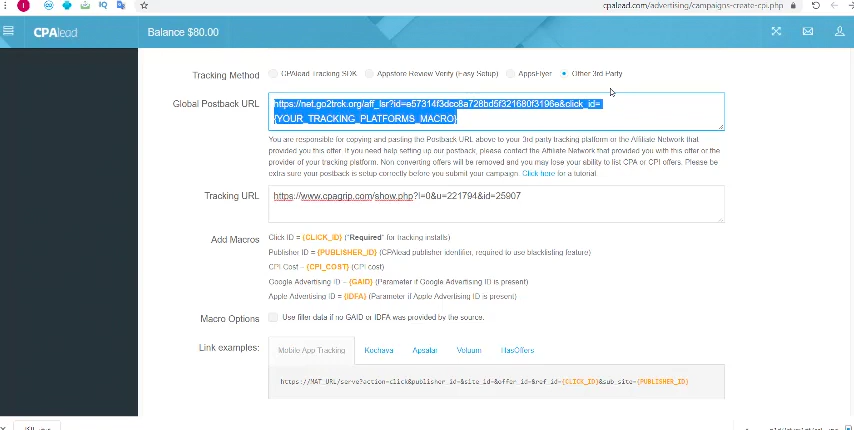 cpalead.com/advertising/campaigns-create-cpi.php
CPAlead
Balance $80.00
Tracking Method
CPAlead Tracking SDK
Appstore Review Verify (Easy Setup)
AppsFlyer
Other 3rd Party
Global Postback URL
https://net.go2trck.org/aff_lsr?id=e57314f3dcc8a728bd5f321680f3196e&click_id=
{YOUR_TRACKING_PLATFORMS_MACRO}
You are responsible for copying and pasting the Postback URL above to your 3rd party tracking platform or the Affiliate Network that
provided you this offer. If you need help setting up our postback, please contact the Affiliate Network that provided you with this offer or the
provider of your tracking platform. Non converting offers will be removed and you may lose your ability to list CPA or CPI offers. Please be
extra sure your postback is setup correctly before you submit your campaign. Click here for a tutorial
Tracking URL
https://www.cpagrip.com/show.php?l=0&u=221794&id=25907
Add Macros
Click ID = {CLICK_ID} (*Required* for tracking installs)
Publisher ID = {PUBLISHER_ID} (CPAlead publisher identifier, required to use blacklisting feature)
CPI Cost = {CPI_COST} (CPI cost)
Google Advertising ID = {GAID} (Parameter if Google Advertising ID is present)
Apple Advertising ID = {IDFA} (Parameter if Apple Advertising ID is present)
Macro Options
Use filler data if no GAID or IDFA was provided by the source.
Link examples:
Mobile App Tracking
Kochava
Apsalar
Voluum
HasOffers
https://MAT_URL/serve?action=click&publisher_id=&site_id=&offer_id=&ref_id={CLICK_ID}&sub_site={PUBLISHER_ID}